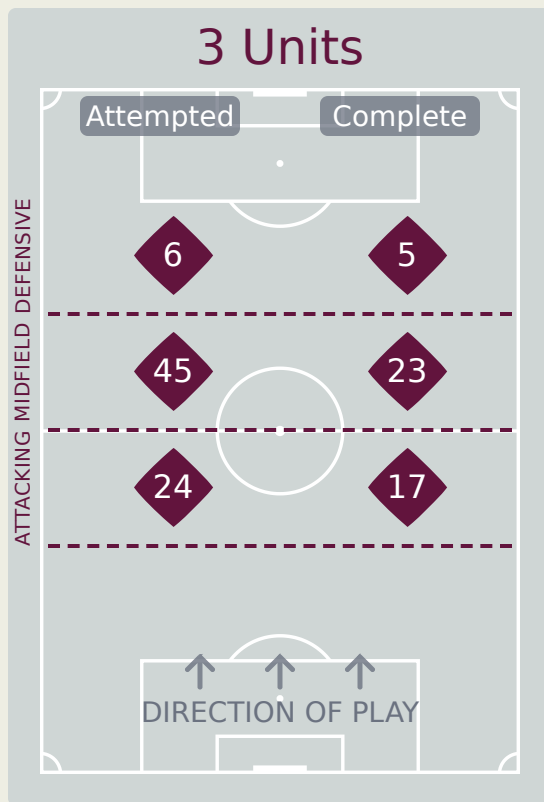 3 Units
Attempted Complete
6 5
45 23
24 17
ATTACKING MIDFIELD DEFENSIVE
DIRECTION OF PLAY